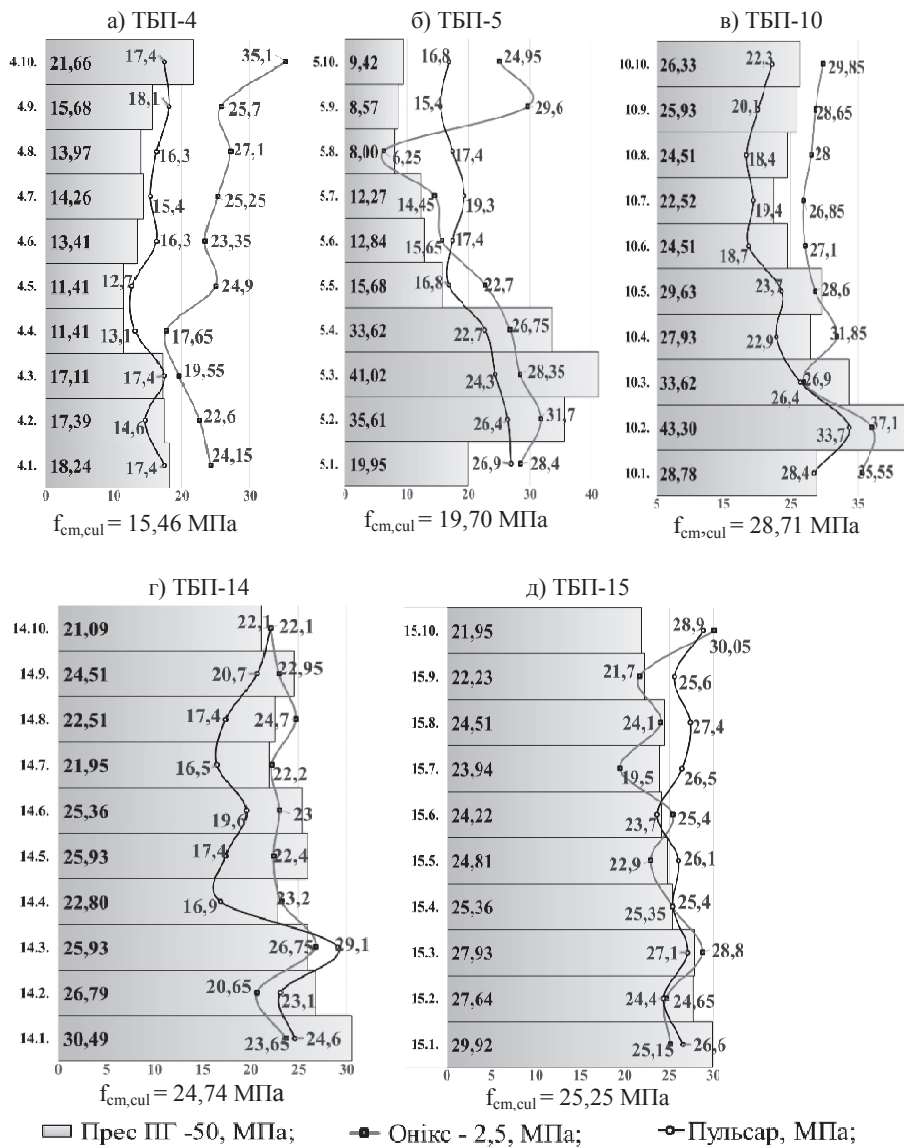 а) ТБП-4
4.10. 21,66 17,4 35,1
4.9. 15,68 18,1 25,7
4.8. 13,97 16,3 27,1
4.7. 14,26 15,4 25,25
4.6. 13,41 16,3 23,35
4.5. 11,41 12,7 24,9
4.4. 11,41 13,1 17,65
4.3. 17,11 17,4 19,55
4.2. 17,39 14,6 22,6
4.1. 18,24 17,4 24,15
0 10 20 30
fcm,cul = 15,46 МПа
б) ТБП-5
5.10. 9,42 16,8 24,95
5.9. 8,57 15,4 29,6
5.8. 8,00 6,25 17,4
5.7. 12,27 14,45 19,3
5.6. 12,84 15,65 17,4
5.5. 15,68 16,8 22,7
5.4. 33,62 22,7 26,75
5.3. 41,02 24,3 28,35
5.2. 35,61 26,4 31,7
5.1. 19,95 26,9 28,4
0 10 20 30 40
fcm,cul = 19,70 МПа
в) ТБП-10
10.10. 26,33 22,3 29,85
10.9. 25,93 20,1 28,65
10.8. 24,51 18,4 28
10.7. 22,52 19,4 26,85
10.6. 24,51 18,7 27,1
10.5. 29,63 23,7 28,6
10.4. 27,93 22,9 31,85
10.3. 33,62 26,4 26,9
10.2. 43,30 33,7 37,1
10.1. 28,78 28,4 35,55
5 15 25 35
fcm,cul = 28,71 МПа
г) ТБП-14
14.10. 21,09 22,1 22,1
14.9. 24,51 20,7 22,95
14.8. 22,51 17,4 24,7
14.7. 21,95 16,5 22,2
14.6. 25,36 19,6 23
14.5. 25,93 17,4 22,4
14.4. 22,80 16,9 23,2
14.3. 25,93 26,75 29,1
14.2. 26,79 20,65 23,1
14.1. 30,49 23,65 24,6
0 5 10 15 20 25 30
fcm,cul = 24,74 МПа
д) ТБП-15
15.10. 21,95 28,9 30,05
15.9. 22,23 21,7 25,6
15.8. 24,51 24,1 27,4
15.7. 23,94 19,5 26,5
15.6. 24,22 23,7 25,4
15.5. 24,81 22,9 26,1
15.4. 25,36 25,35 25,4
15.3. 27,93 27,1 28,8
15.2. 27,64 24,4 24,65
15.1. 29,92 25,15 26,6
0 5 10 15 20 25 30
fcm,cul = 25,25 МПа
Прес ПГ -50, МПа; Онікс - 2,5, МПа; Пульсар, МПа;